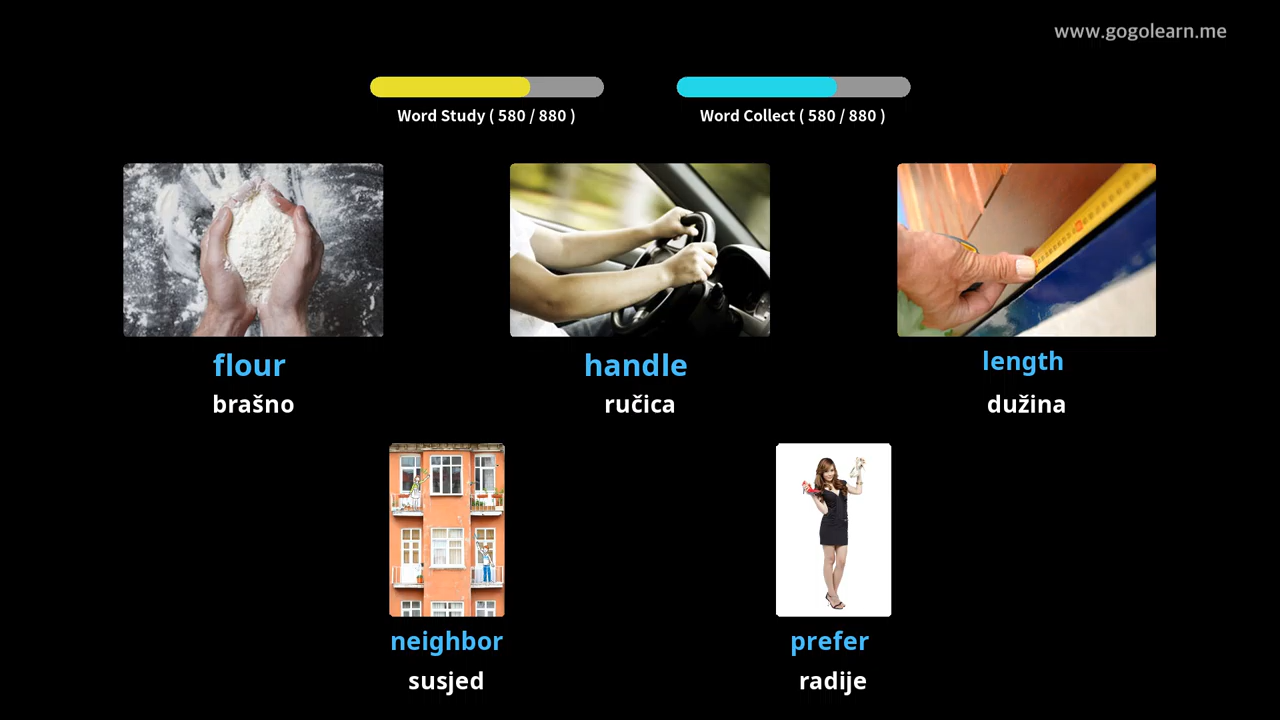 www.gogolearn.me
Word Study ( 580 / 880 )
Word Collect ( 580 / 880 )
flour
handle
length
brašno
ručica
dužina
neighbor
prefer
susjed
radije